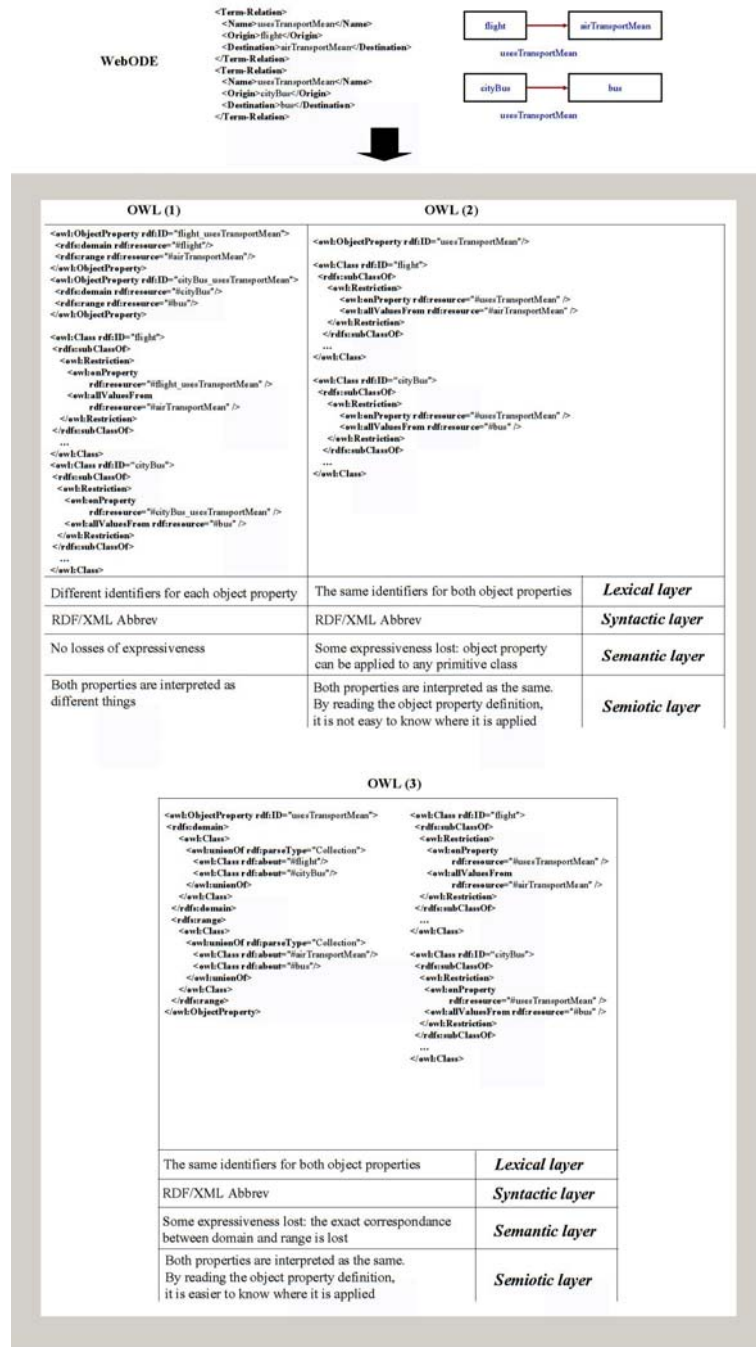 WebODE
<Term-Relation>
<Name>usesTransportMean</Name>
<Origin>flight</Origin>
<Destination>airTransportMean</Destination>
</Term-Relation>
<Term-Relation>
<Name>usesTransportMean</Name>
<Origin>cityBus</Origin>
<Destination>bus</Destination>
</Term-Relation>
flight
airTransportMean
usesTransportMean
cityBus
bus
usesTransportMean
OWL (1)
<owl:ObjectProperty rdf:ID="flight_usesTransportMean">
<rdfs:domain rdf:resource="#flight"/>
<rdfs:range rdf:resource="#airTransportMean"/>
</owl:ObjectProperty>
<owl:ObjectProperty rdf:ID="cityBus_usesTransportMean">
<rdfs:domain rdf:resource="#cityBus"/>
<rdfs:range rdf:resource="#bus"/>
</owl:ObjectProperty>
<owl:Class rdf:ID="flight">
<rdfs:subClassOf>
<owl:Restriction>
<owl:onProperty
rdf:resource="#flight_usesTransportMean" />
<owl:allValuesFrom
rdf:resource="#airTransportMean" />
</owl:Restriction>
</rdfs:subClassOf>
...
</owl:Class>
<owl:Class rdf:ID="cityBus">
<rdfs:subClassOf>
<owl:Restriction>
<owl:onProperty
rdf:resource="#cityBus_usesTransportMean" />
<owl:allValuesFrom rdf:resource="#bus" />
</owl:Restriction>
</rdfs:subClassOf>
...
</owl:Class>
OWL (2)
<owl:ObjectProperty rdf:ID="usesTransportMean"/>
<owl:Class rdf:ID="flight">
<rdfs:subClassOf>
<owl:Restriction>
<owl:onProperty rdf:resource="#usesTransportMean" />
<owl:allValuesFrom rdf:resource="#airTransportMean" />
</owl:Restriction>
</rdfs:subClassOf>
...
</owl:Class>
<owl:Class rdf:ID="cityBus">
<rdfs:subClassOf>
<owl:Restriction>
<owl:onProperty rdf:resource="#usesTransportMean" />
<owl:allValuesFrom rdf:resource="#bus" />
</owl:Restriction>
</rdfs:subClassOf>
...
</owl:Class>
Different identifiers for each object property
The same identifiers for both object properties
Lexical layer
RDF/XML Abbrev
RDF/XML Abbrev
Syntactic layer
No losses of expressiveness
Some expressiveness lost: object property
can be applied to any primitive class
Semantic layer
Both properties are interpreted as
different things
Both properties are interpreted as the same.
By reading the object property definition,
it is not easy to know where it is applied
Semiotic layer
OWL (3)
<owl:ObjectProperty rdf:ID="usesTransportMean">
<rdfs:domain>
<owl:Class>
<owl:unionOf rdf:parseType="Collection">
<owl:Class rdf:about="#flight"/>
<owl:Class rdf:about="#cityBus"/>
</owl:unionOf>
</owl:Class>
</rdfs:domain>
<rdfs:range>
<owl:Class>
<owl:unionOf rdf:parseType="Collection">
<owl:Class rdf:about="#airTransportMean"/>
<owl:Class rdf:about="#bus"/>
</owl:unionOf>
</owl:Class>
</rdfs:range>
</owl:ObjectProperty>
<owl:Class rdf:ID="flight">
<rdfs:subClassOf>
<owl:Restriction>
<owl:onProperty
rdf:resource="#usesTransportMean" />
<owl:allValuesFrom
rdf:resource="#airTransportMean" />
</owl:Restriction>
</rdfs:subClassOf>
...
</owl:Class>
<owl:Class rdf:ID="cityBus">
<rdfs:subClassOf>
<owl:Restriction>
<owl:onProperty
rdf:resource="#usesTransportMean" />
<owl:allValuesFrom rdf:resource="#bus" />
</owl:Restriction>
</rdfs:subClassOf>
...
</owl:Class>
The same identifiers for both object properties
Lexical layer
RDF/XML Abbrev
Syntactic layer
Some expressiveness lost: the exact correspondance
between domain and range is lost
Semantic layer
Both properties are interpreted as the same.
By reading the object property definition,
it is easier to know where it is applied
Semiotic layer